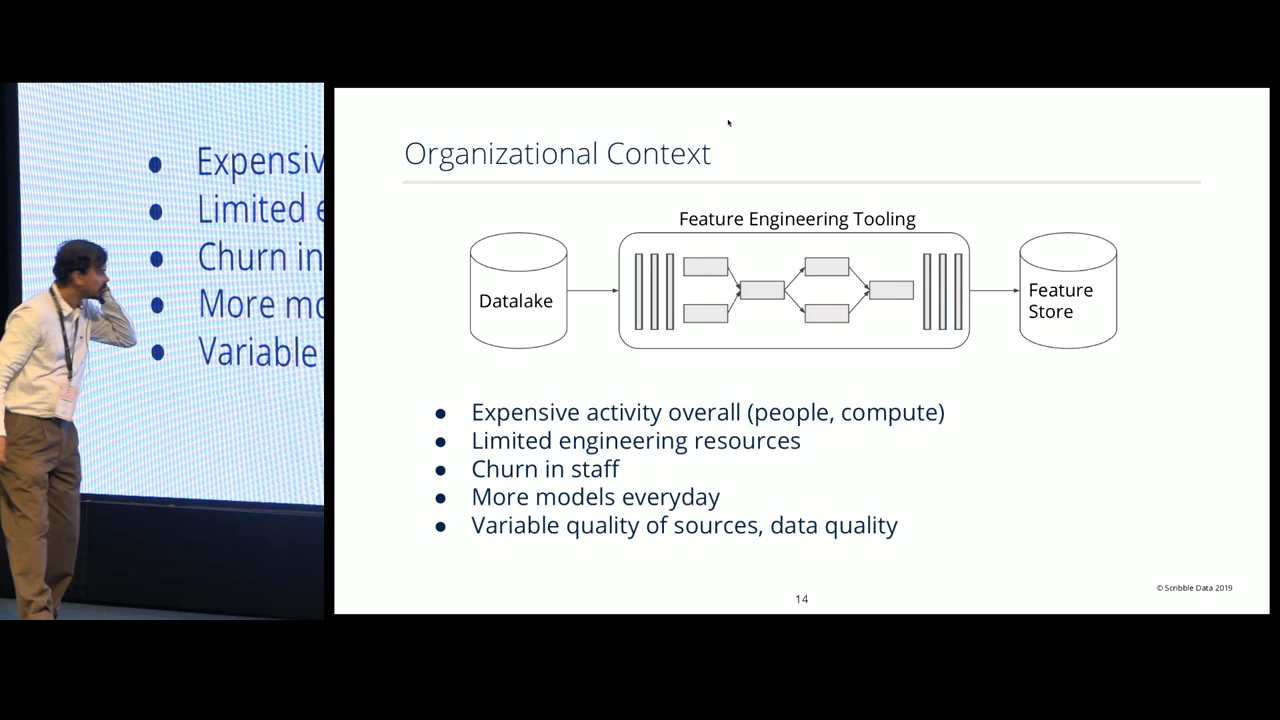 Expensiv
Limited e
Churn in
More mo
Variable
Organizational Context
Feature Engineering Tooling
Datalake
Feature
Store
● Expensive activity overall (people, compute)
● Limited engineering resources
● Churn in staff
● More models everyday
● Variable quality of sources, data quality
© Scribble Data 2019
14